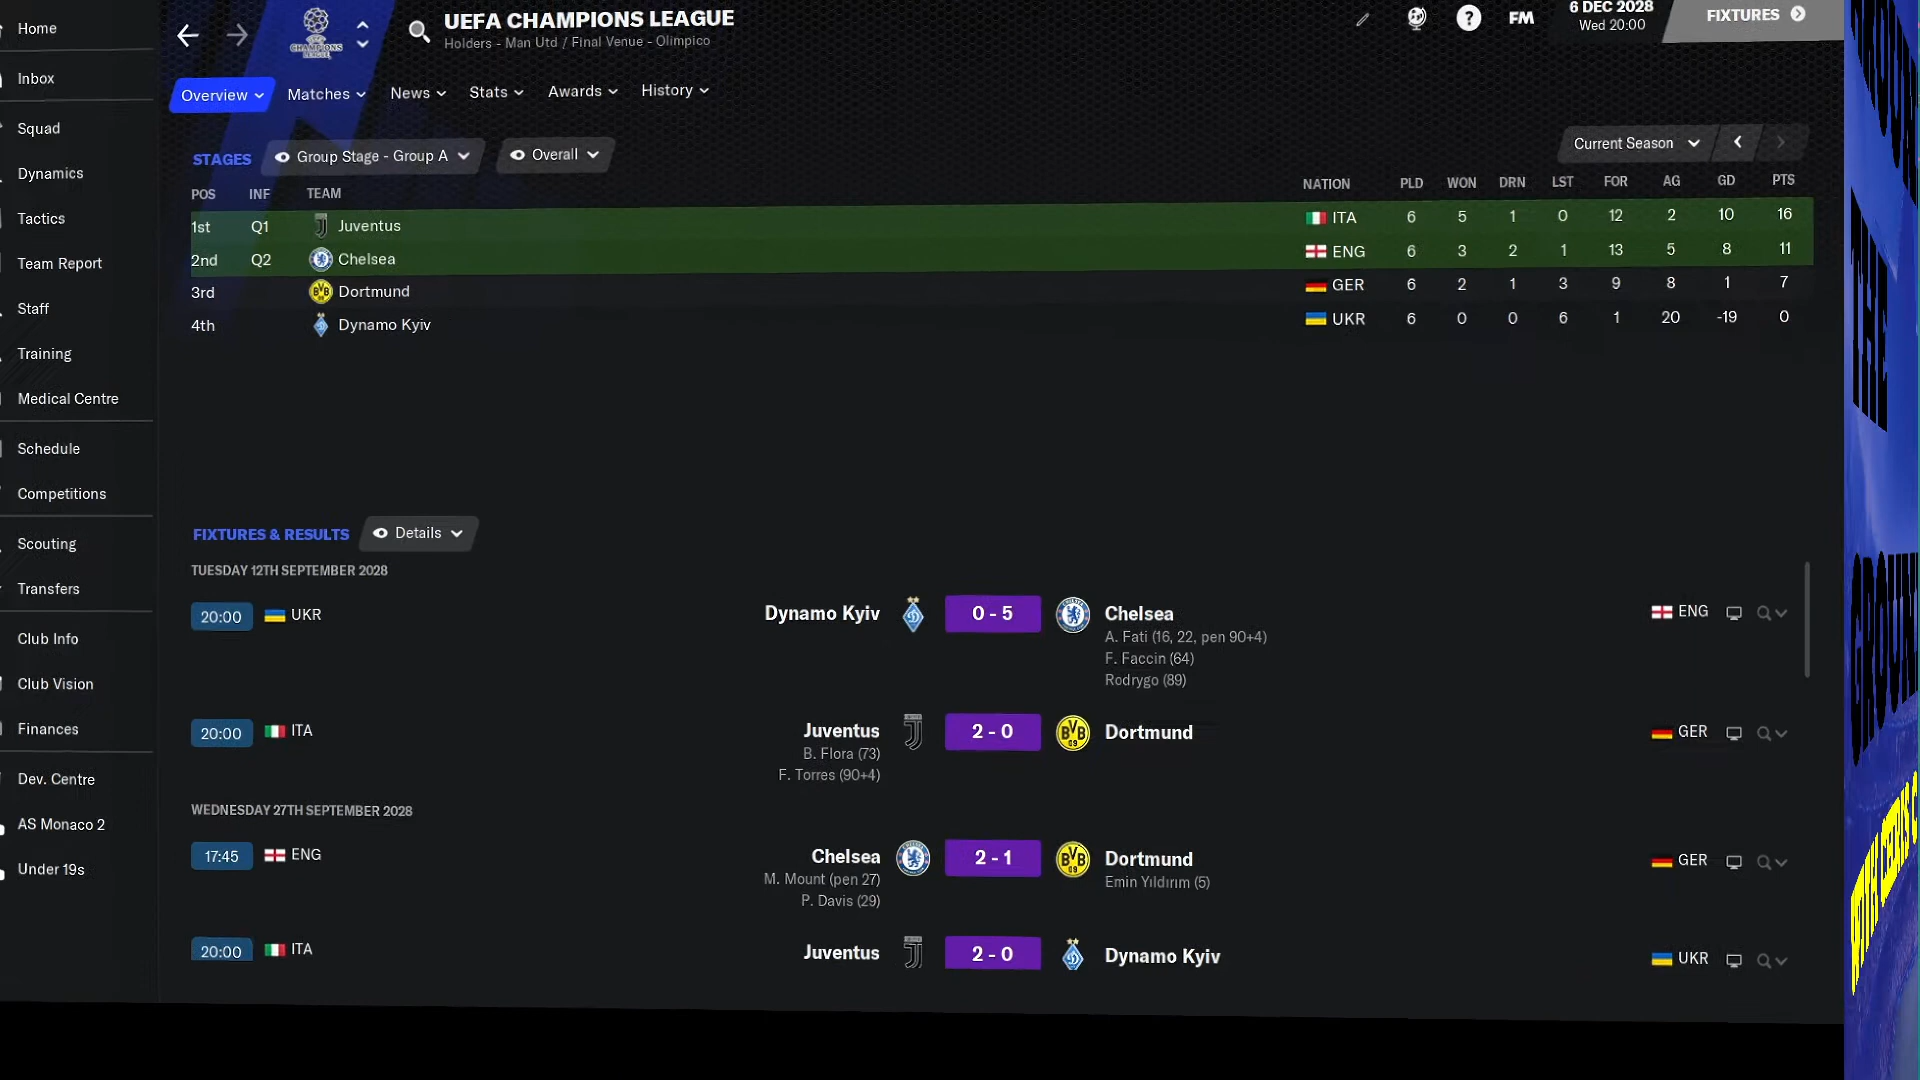 Home
Inbox
Squad
Dynamics
Tactics
Team Report
Staff
Training
Medical Centre
Schedule
Competitions
Scouting
Transfers
Club Info
Club Vision
Finances
Dev. Centre
AS Monaco 2
Under 19s
UEFA CHAMPIONS LEAGUE
Holders - Man Utd / Final Venue - Olimpico
FM
6 DEC 2028
Wed 20:00
FIXTURES
Overview Matches News Stats Awards History
STAGES Group Stage - Group A Overall Current Season
POS INF TEAM NATION PLD WON DRN LST FOR AG GD PTS
1st Q1 Juventus ITA 6 5 1 0 12 2 10 16
2nd Q2 Chelsea ENG 6 3 2 1 13 5 8 11
3rd Dortmund GER 6 2 1 3 9 8 1 7
4th Dynamo Kyiv UKR 6 0 0 6 1 20 -19 0
FIXTURES & RESULTS Details
TUESDAY 12TH SEPTEMBER 2028
20:00 UKR Dynamo Kyiv 0 - 5 Chelsea ENG
A. Fati (16, 22, pen 90+4)
F. Faccin (64)
Rodrygo (89)
20:00 ITA Juventus 2 - 0 Dortmund GER
B. Flora (73)
F. Torres (90+4)
WEDNESDAY 27TH SEPTEMBER 2028
17:45 ENG Chelsea 2 - 1 Dortmund GER
M. Mount (pen 27) Emin Yıldırım (5)
P. Davis (29)
20:00 ITA Juventus 2 - 0 Dynamo Kyiv UKR